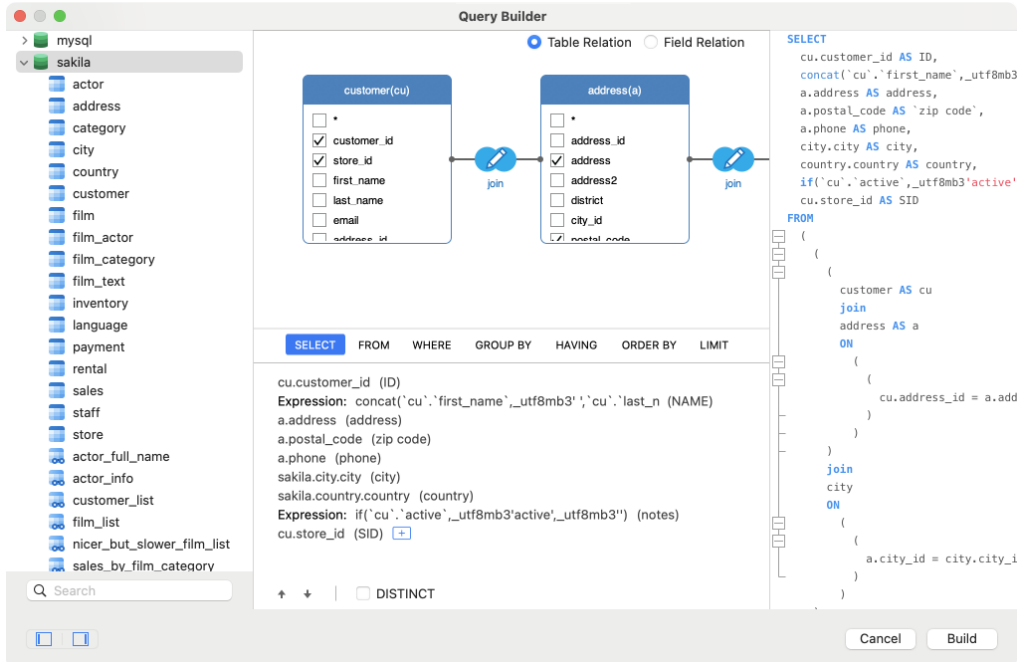 Query Builder
mysql
sakila
actor
address
category
city
country
customer
film
film_actor
film_category
film_text
inventory
language
payment
rental
sales
staff
store
actor_full_name
actor_info
customer_list
film_list
nicer_but_slower_film_list
sales_by_film_category
Search
Table Relation Field Relation
customer(cu)
*
customer_id
store_id
first_name
last_name
email
address_id
join
address(a)
*
address_id
address
address2
district
city_id
postal_code
join
SELECT FROM WHERE GROUP BY HAVING ORDER BY LIMIT
cu.customer_id (ID)
Expression: concat(`cu`.`first_name`,_utf8mb3' ',`cu`.`last_n (NAME)
a.address (address)
a.postal_code (zip code)
a.phone (phone)
sakila.city.city (city)
sakila.country.country (country)
Expression: if(`cu`.`active`,_utf8mb3'active',_utf8mb3'') (notes)
cu.store_id (SID)
DISTINCT
SELECT
cu.customer_id AS ID,
concat(`cu`.`first_name`,_utf8mb3
a.address AS address,
a.postal_code AS `zip code`,
a.phone AS phone,
city.city AS city,
country.country AS country,
if(`cu`.`active`,_utf8mb3'active'
cu.store_id AS SID
FROM
(
(
(
customer AS cu
join
address AS a
ON
(
(
cu.address_id = a.add
)
)
)
join
city
ON
(
(
a.city_id = city.city_i
)
)
Cancel Build